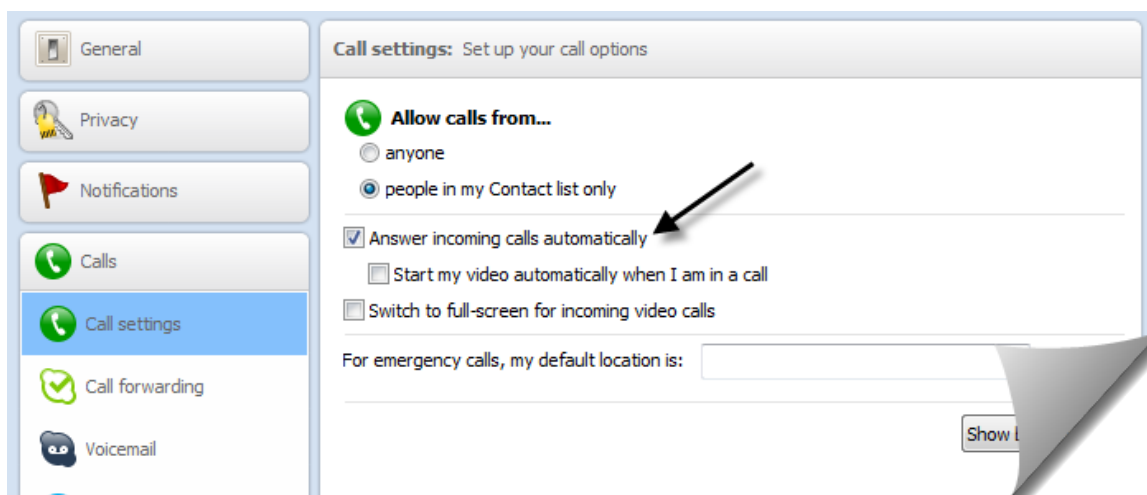 General
Privacy
Notifications
Calls
Call settings
Call forwarding
Voicemail
Call settings: Set up your call options
Allow calls from...
anyone
people in my Contact list only
Answer incoming calls automatically
Start my video automatically when I am in a call
Switch to full-screen for incoming video calls
For emergency calls, my default location is:
Show